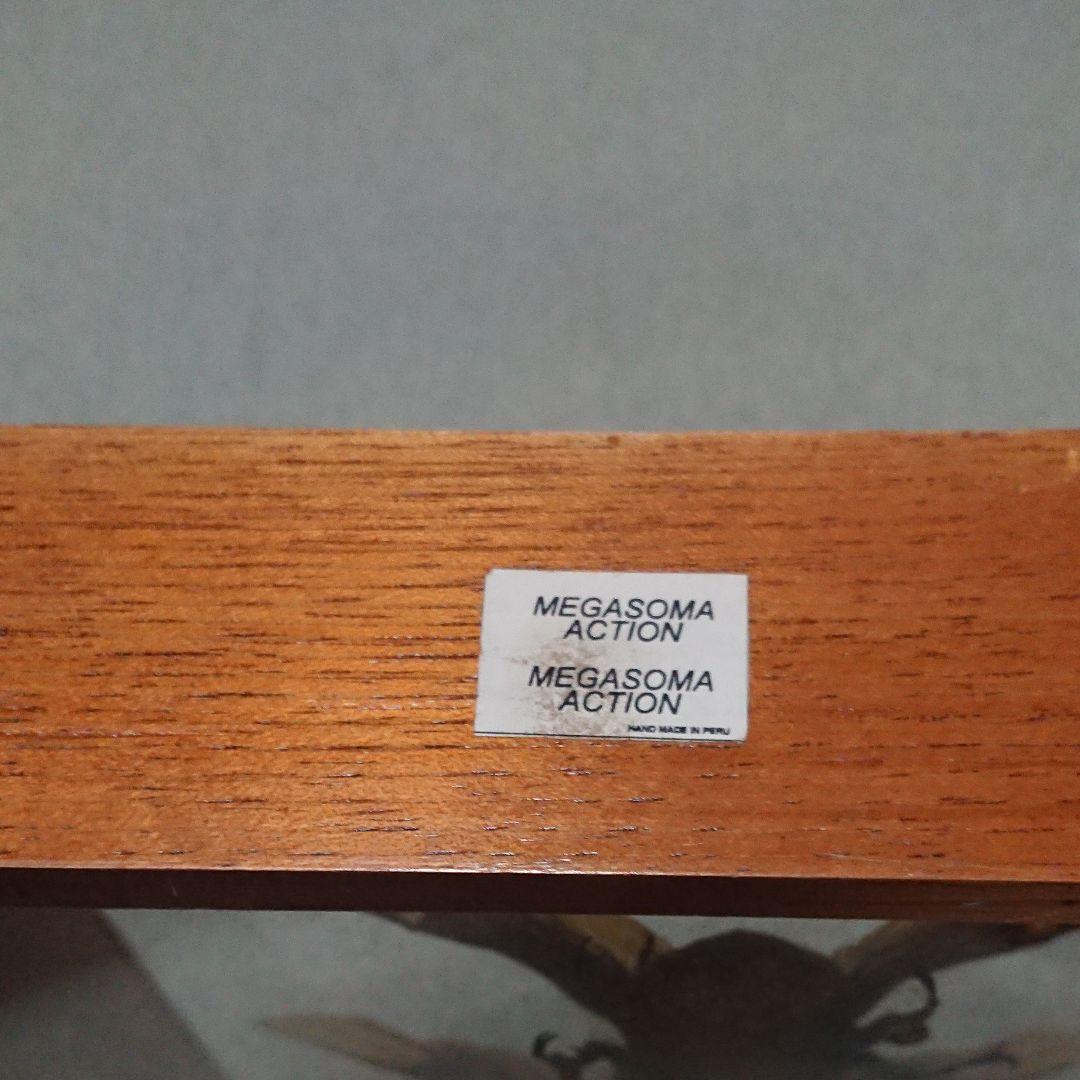 MEGASOMA
ACTION
MEGASOMA
ACTION
HAND MADE IN PERU